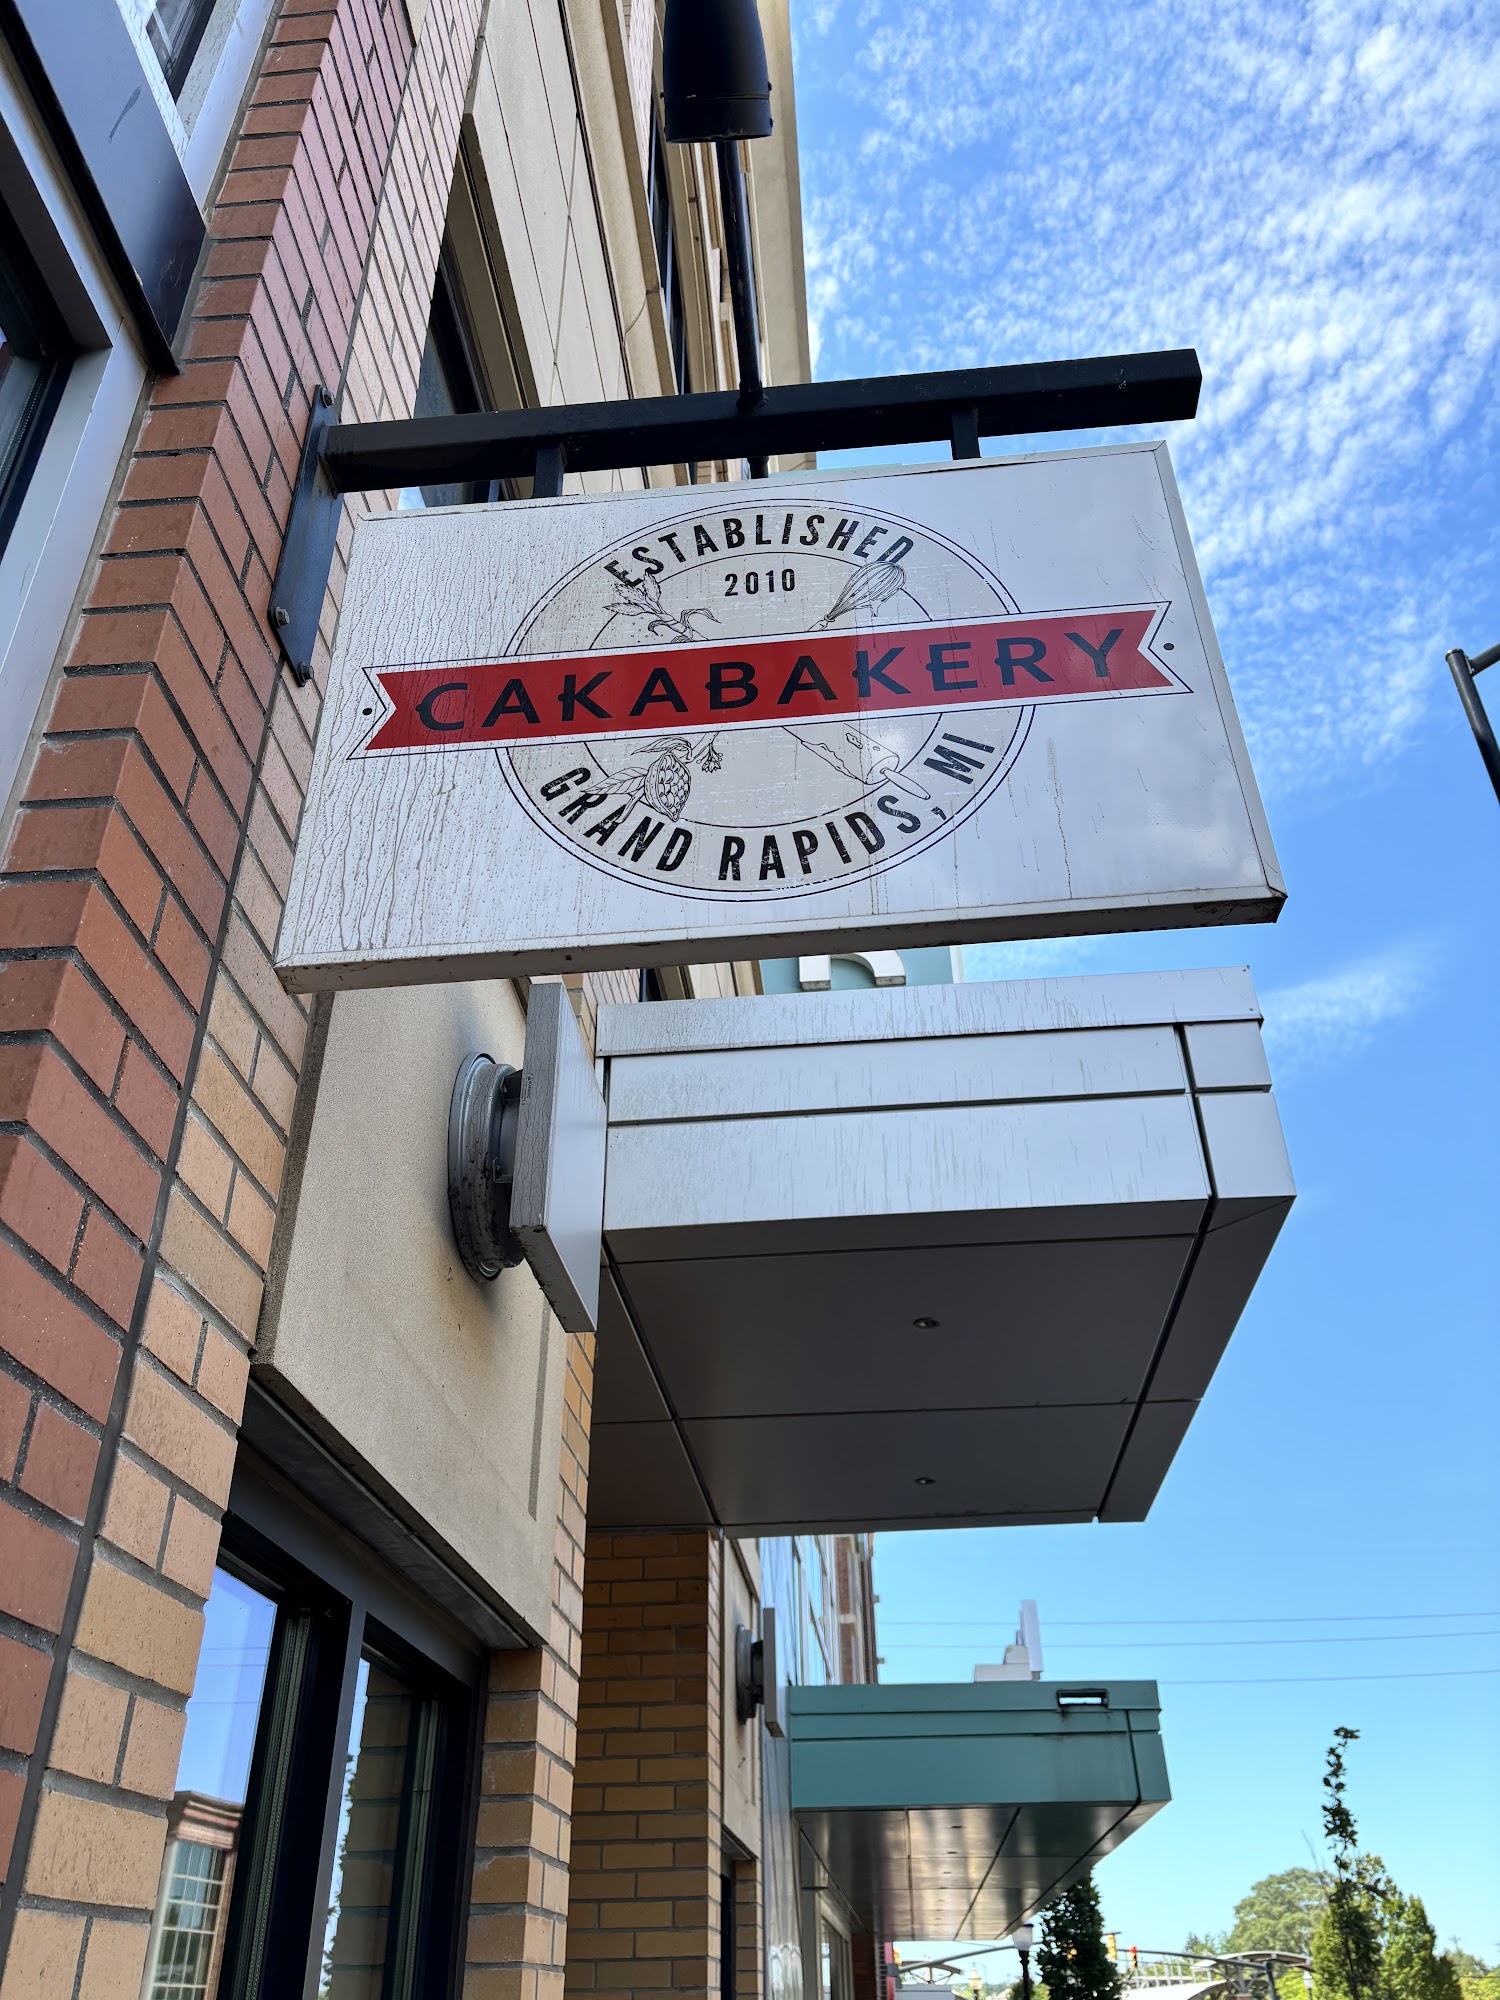 ESTABLISHED
2010
CAKABAKERY
GRAND RAPIDS, MI